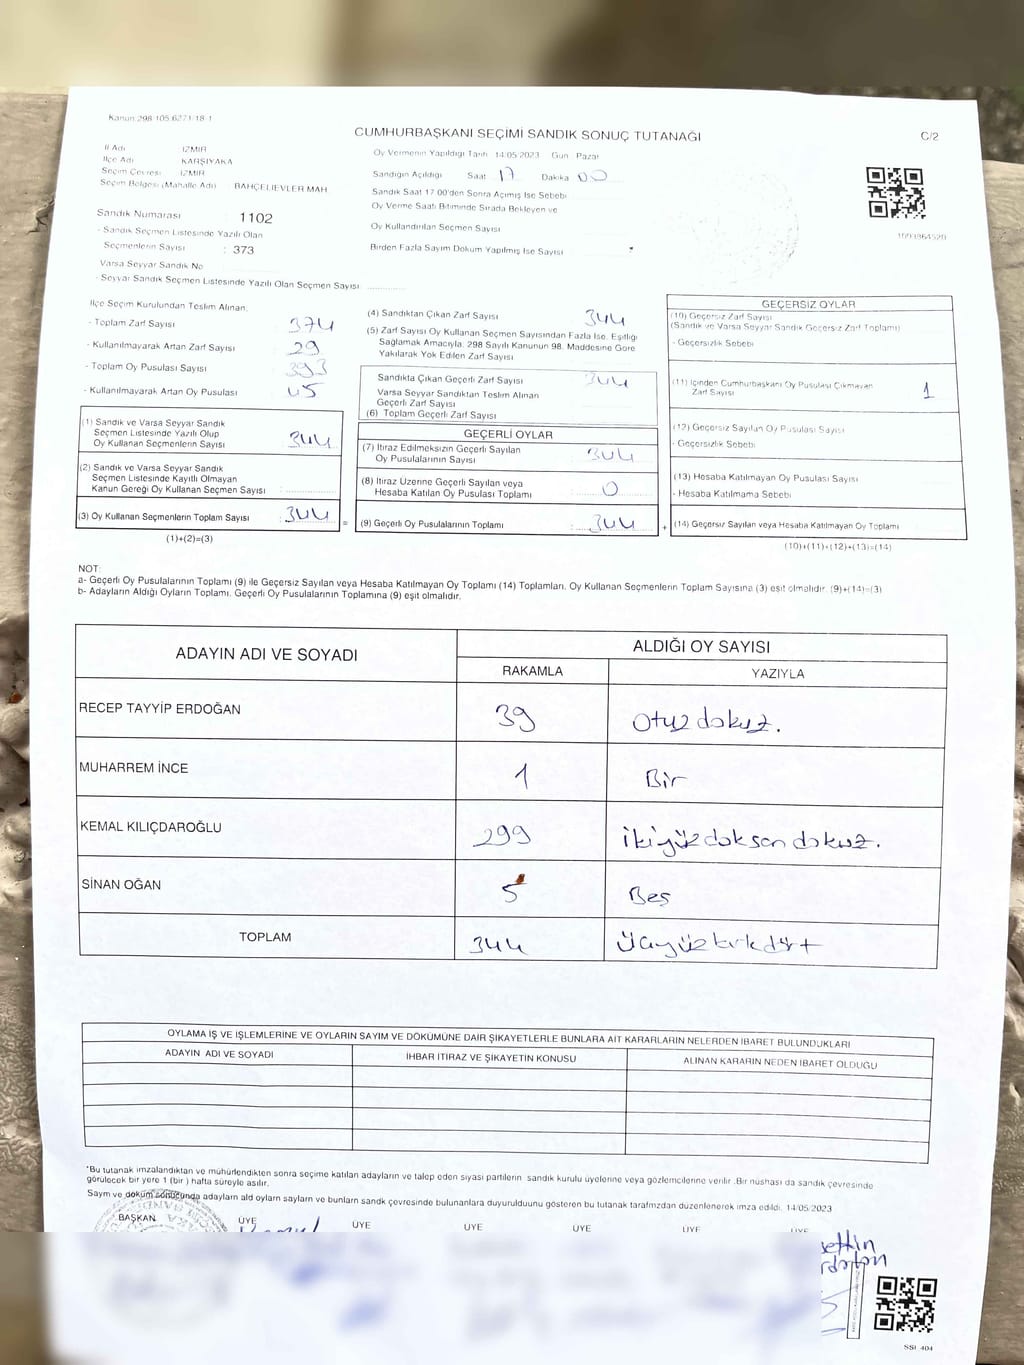 Kanun 298.105.6271/18-1
CUMHURBAŞKANI SEÇİMİ SANDIK SONUÇ TUTANAĞI
C/2
İl Adı İZMİR
İlçe Adı KARŞIYAKA
Seçim Çevresi İZMİR
Seçim Bölgesi (Mahalle Adı) BAHÇELİEVLER MAH
Sandık Numarası 1102
- Sandık Seçmen Listesinde Yazılı Olan
Seçmenlerin Sayısı : 373
Varsa Seyyar Sandık No
- Seyyar Sandık Seçmen Listesinde Yazılı Olan Seçmen Sayısı
Oy Vermenin Yapıldığı Tarih 14/05/2023 Gün Pazar
Sandığın Açıldığı Saat 17 Dakika 00
Sandık Saat 17 00'den Sonra Açılmış İse Sebebi
Oy Verme Saati Bitiminde Sırada Bekleyen ve
Oy Kullandırılan Seçmen Sayısı
Birden Fazla Sayım Döküm Yapılmış İse Sayısı
1093864520
İlçe Seçim Kurulundan Teslim Alınan
- Toplam Zarf Sayısı : 374
- Kullanılmayarak Artan Zarf Sayısı : 29
- Toplam Oy Pusulası Sayısı : 393
- Kullanılmayarak Artan Oy Pusulası : 45
(1) Sandık ve Varsa Seyyar Sandık
Seçmen Listesinde Yazılı Olup
Oy Kullanan Seçmenlerin Sayısı : 344
(2) Sandık ve Varsa Seyyar Sandık
Seçmen Listesinde Kayıtlı Olmayan
Kanun Gereği Oy Kullanan Seçmen Sayısı :
(3) Oy Kullanan Seçmenlerin Toplam Sayısı : 344
(1)+(2)=(3)
(4) Sandıktan Çıkan Zarf Sayısı : 344
(5) Zarf Sayısı Oy Kullanan Seçmen Sayısından Fazla İse, Eşitliği
Sağlamak Amacıyla, 298 Sayılı Kanunun 98. Maddesine Göre
Yakılarak Yok Edilen Zarf Sayısı
Sandıkta Çıkan Geçerli Zarf Sayısı : 344
Varsa Seyyar Sandıktan Teslim Alınan
Geçerli Zarf Sayısı
(6) Toplam Geçerli Zarf Sayısı
GEÇERLİ OYLAR
(7) İtiraz Edilmeksizin Geçerli Sayılan
Oy Pusulalarının Sayısı : 344
(8) İtiraz Üzerine Geçerli Sayılan veya
Hesaba Katılan Oy Pusulası Toplamı : 0
= (9) Geçerli Oy Pusulalarının Toplamı : 344 +
GEÇERSİZ OYLAR
(10) Geçersiz Zarf Sayısı
(Sandık ve Varsa Seyyar Sandık Geçersiz Zarf Toplamı)
- Geçersizlik Sebebi
(11) İçinden Cumhurbaşkanı Oy Pusulası Çıkmayan
Zarf Sayısı 1
(12) Geçersiz Sayılan Oy Pusulası Sayısı
- Geçersizlik Sebebi
(13) Hesaba Katılmayan Oy Pusulası Sayısı
- Hesaba Katılmama Sebebi
(14) Geçersiz Sayılan veya Hesaba Katılmayan Oy Toplamı
(10)+(11)+(12)+(13)=(14)
NOT:
a- Geçerli Oy Pusulalarının Toplamı (9) ile Geçersiz Sayılan veya Hesaba Katılmayan Oy Toplamı (14) Toplamları, Oy Kullanan Seçmenlerin Toplam Sayısına (3) eşit olmalıdır. (9)+(14)=(3)
b- Adayların Aldığı Oyların Toplamı, Geçerli Oy Pusulalarının Toplamına (9) eşit olmalıdır.
ADAYIN ADI VE SOYADI
ALDIĞI OY SAYISI
RAKAMLA YAZIYLA
RECEP TAYYİP ERDOĞAN 39 otuz dokuz.
MUHARREM İNCE 1 Bir
KEMAL KILIÇDAROĞLU 299 ikiyüz doksan dokuz.
SİNAN OĞAN 5 Beş
TOPLAM 344 üçyüz kırk dört
OYLAMA İŞ VE İŞLEMLERİNE VE OYLARIN SAYIM VE DÖKÜMÜNE DAİR ŞİKAYETLERLE BUNLARA AİT KARARLARIN NELERDEN İBARET BULUNDUKLARI
ADAYIN ADI VE SOYADI İHBAR İTİRAZ VE ŞİKAYETİN KONUSU ALINAN KARARIN NEDEN İBARET OLDUĞU
*Bu tutanak imzalandıktan ve mühürlendikten sonra seçime katılan adayların ve talep eden siyasi partilerin sandık kurulu üyelerine veya gözlemcilerine verilir. Bir nüshası da sandık çevresinde
görülecek bir yere 1 (bir ) hafta süreyle asılır.
Sayım ve döküm sonucunda adayların aldı oyların sayıların ve bunların sandk çevresinde bulunanlara duyurulduunu gösteren bu tutanak tarafmzdan düzenlenerek imza edildi. 14/05/2023
BAŞKAN ÜYE ÜYE ÜYE ÜYE ÜYE ÜYE
SSI 404